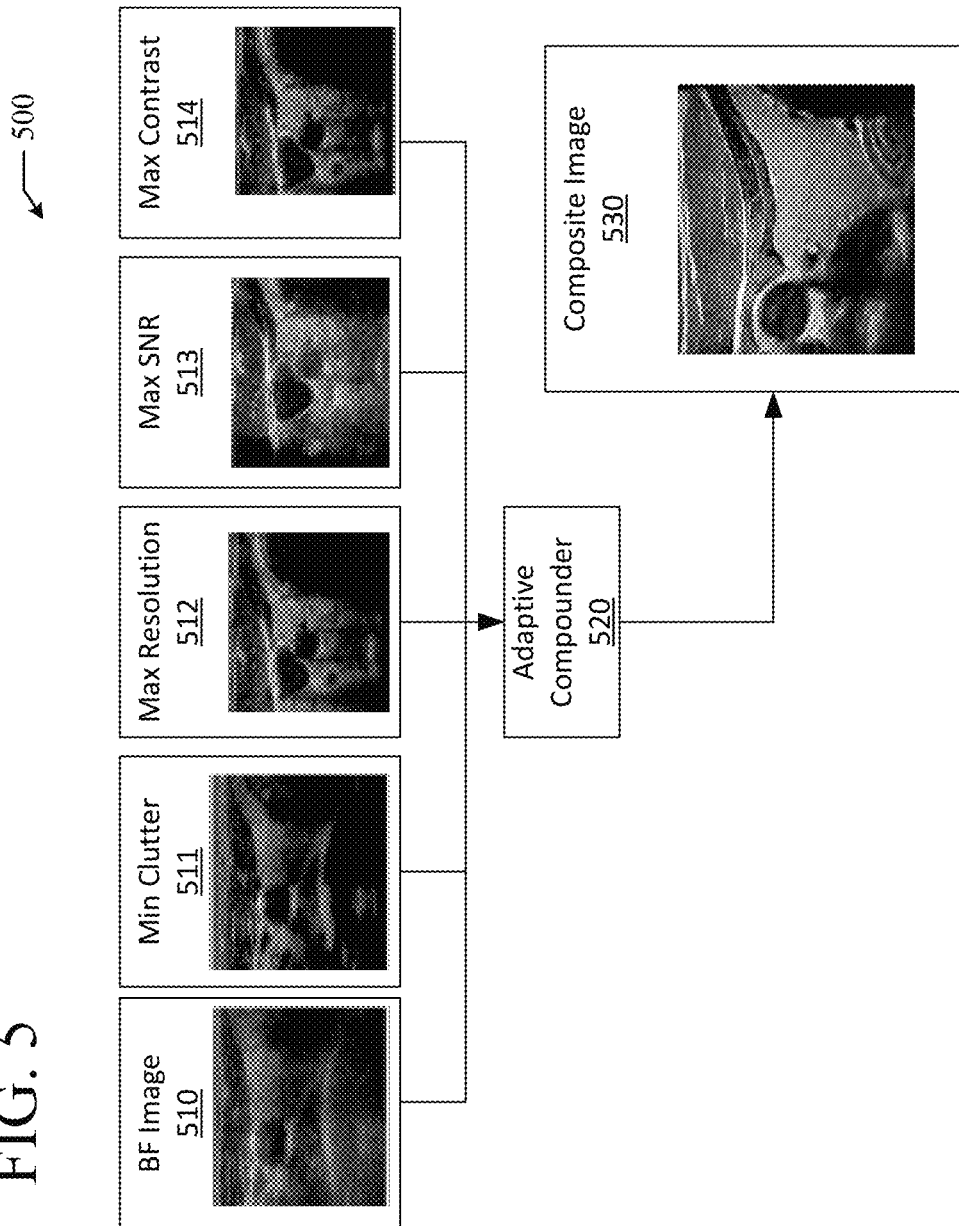 FIG. 5
500
BF Image
510
Min Clutter
511
Max Resolution
512
Max SNR
513
Max Contrast
514
Adaptive
Compounder
520
Composite Image
530